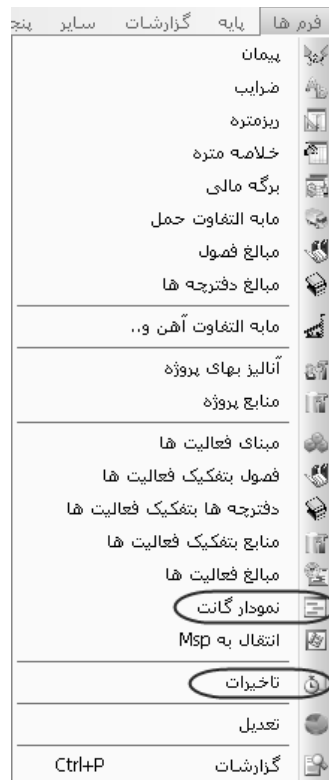 فرم ها پایه گزارشات سایر پنج
پیمان
ضرایب
ریزمتره
خلاصه متره
برگه مالی
مابه التفاوت حمل
مبالغ فصول
مبالغ دفترچه ها
مابه التفاوت آهن و..
آنالیز بهای پروژه
منابع پروژه
مبنای فعالیت ها
فصول بتفکیک فعالیت ها
دفترچه ها بتفکیک فعالیت ها
منابع بتفکیک فعالیت ها
مبالغ فعالیت ها
نمودار گانت
انتقال به Msp
تاخیرات
تعدیل
گزارشات Ctrl+P